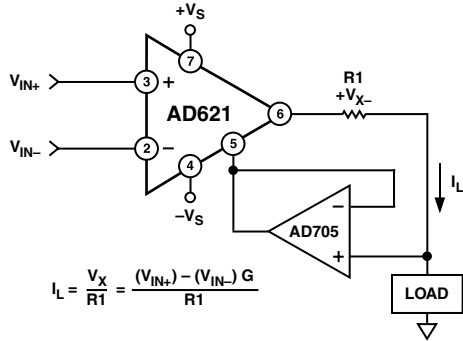 +VS
7
R1
+VX–
VIN+
3
+
AD621
6
VIN–
2
–
5
4
–VS
IL
–
AD705
+
LOAD
IL = VX/R1 = (VIN+) – (VIN–) G/R1